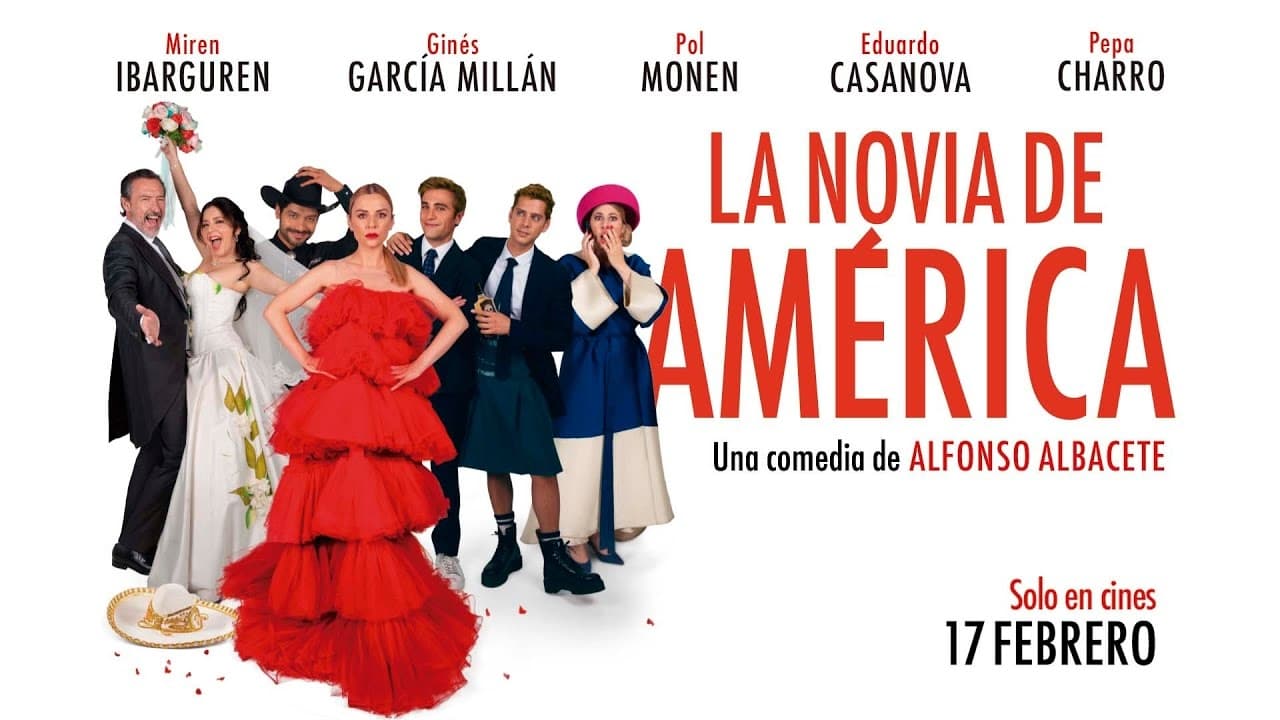 Miren
IBARGUREN
Ginés
GARCÍA MILLÁN
Pol
MONEN
Eduardo
CASANOVA
Pepa
CHARRO
LA NOVIA DE
AMÉRICA
Una comedia de ALFONSO ALBACETE
Solo en cines
17 FEBRERO